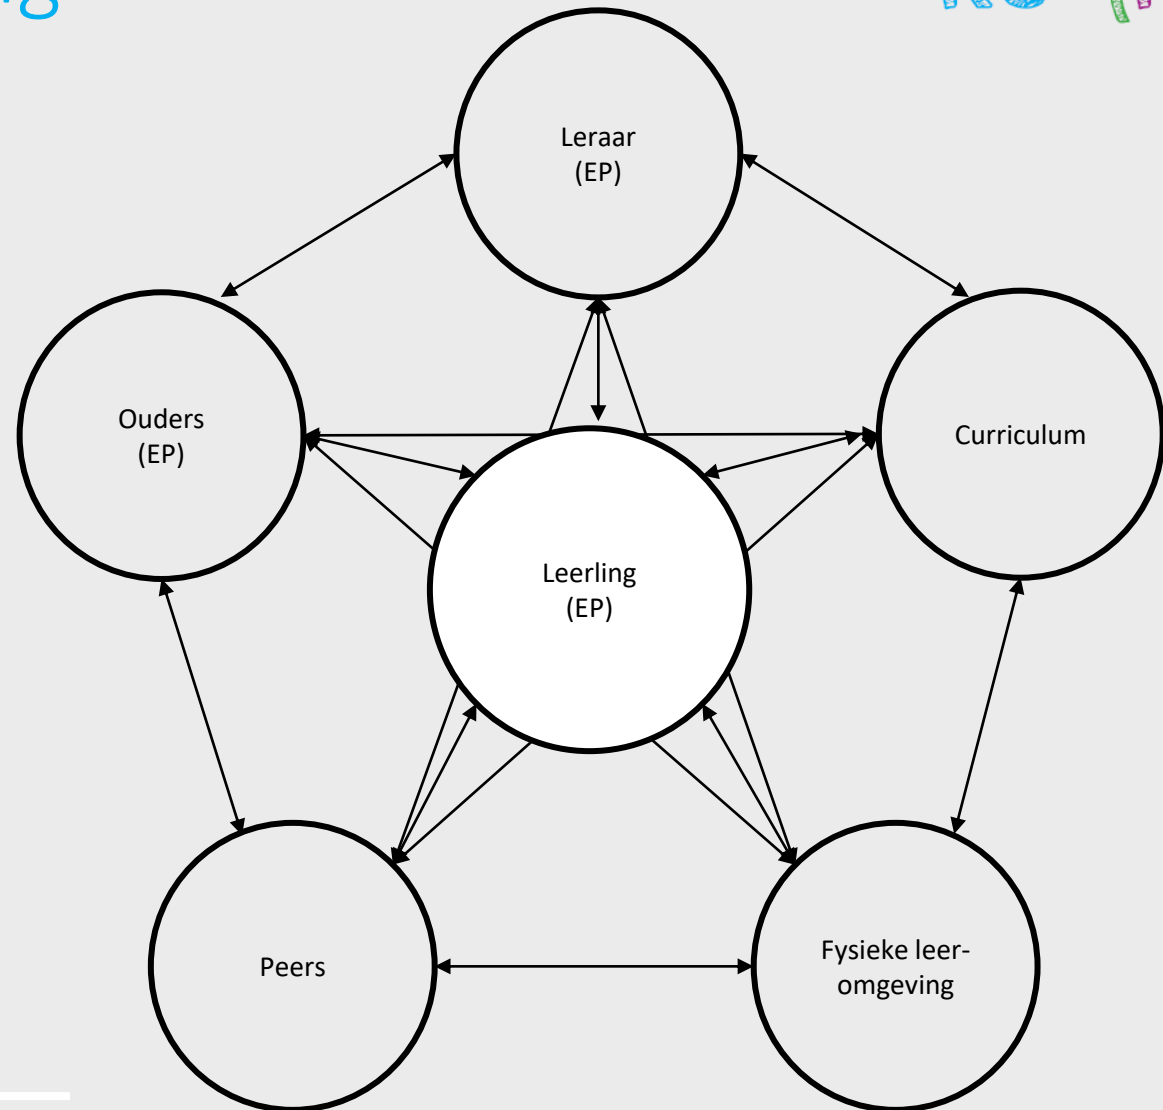 Leraar
(EP)
Ouders
(EP)
Curriculum
Leerling
(EP)
Peers
Fysieke leer-
omgeving